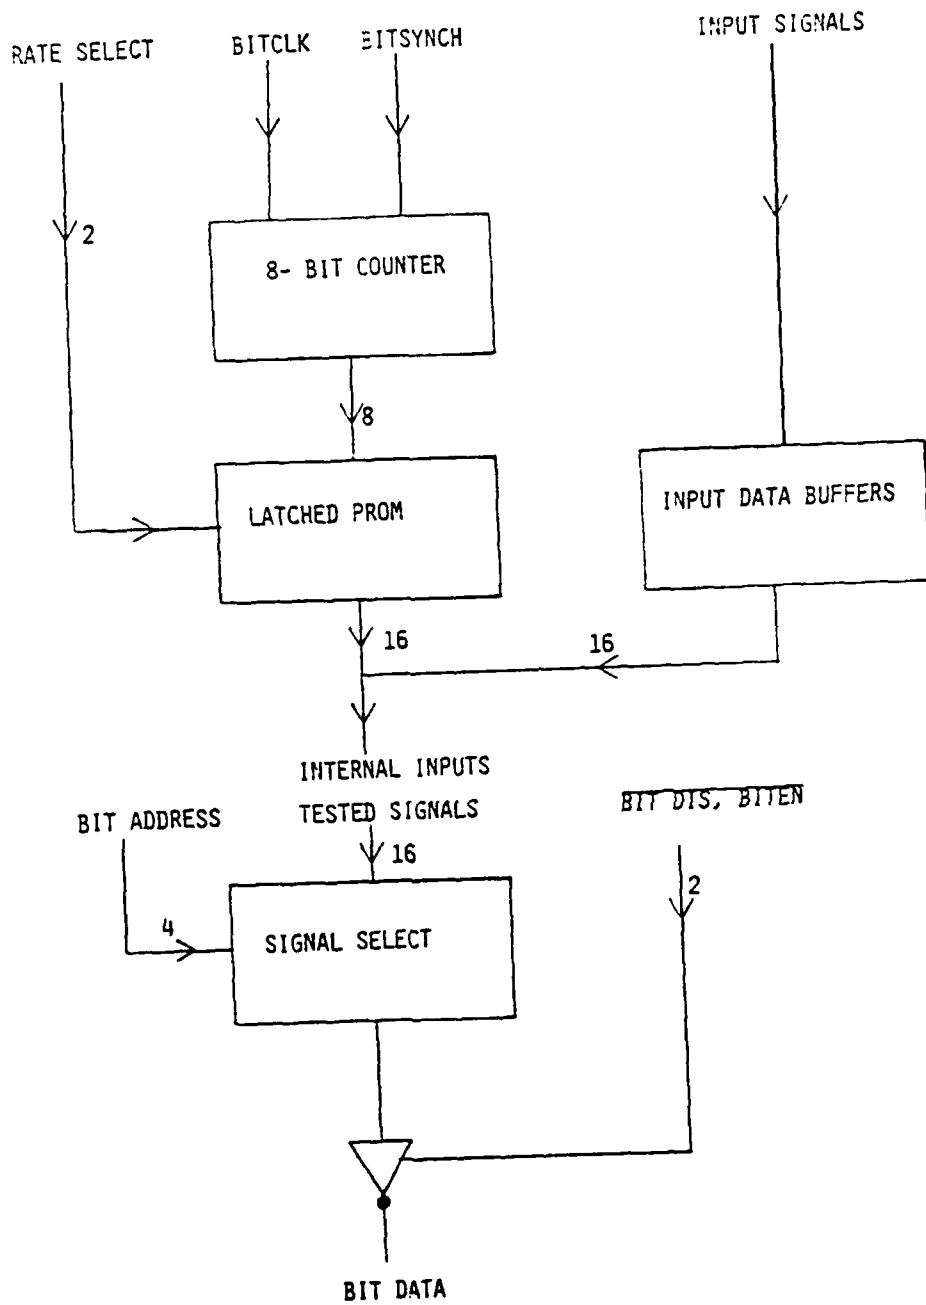 RATE SELECT
BITCLK
BITSYNCH
INPUT SIGNALS
2
8- BIT COUNTER
8
LATCHED PROM
INPUT DATA BUFFERS
16
16
INTERNAL INPUTS
BIT ADDRESS
TESTED SIGNALS
BIT DIS, BITEN
16
2
4
SIGNAL SELECT
BIT DATA